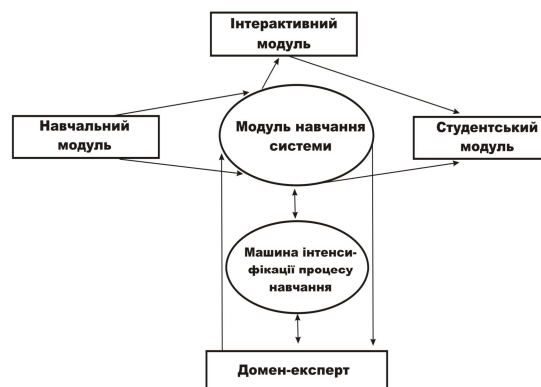 Інтерактивний
модуль
Навчальний
модуль
Модуль навчання
системи
Студентський
модуль
Машина інтенси-
фікації процесу
навчання
Домен-експерт